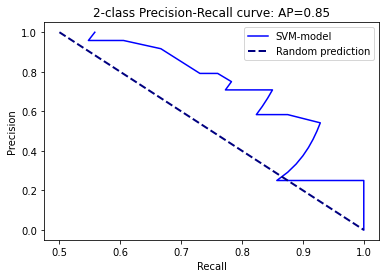 2-class Precision-Recall curve: AP=0.85
SVM-model
Random prediction
Precision
1.0
0.8
0.6
0.4
0.2
0.0
0.5 0.6 0.7 0.8 0.9 1.0
Recall